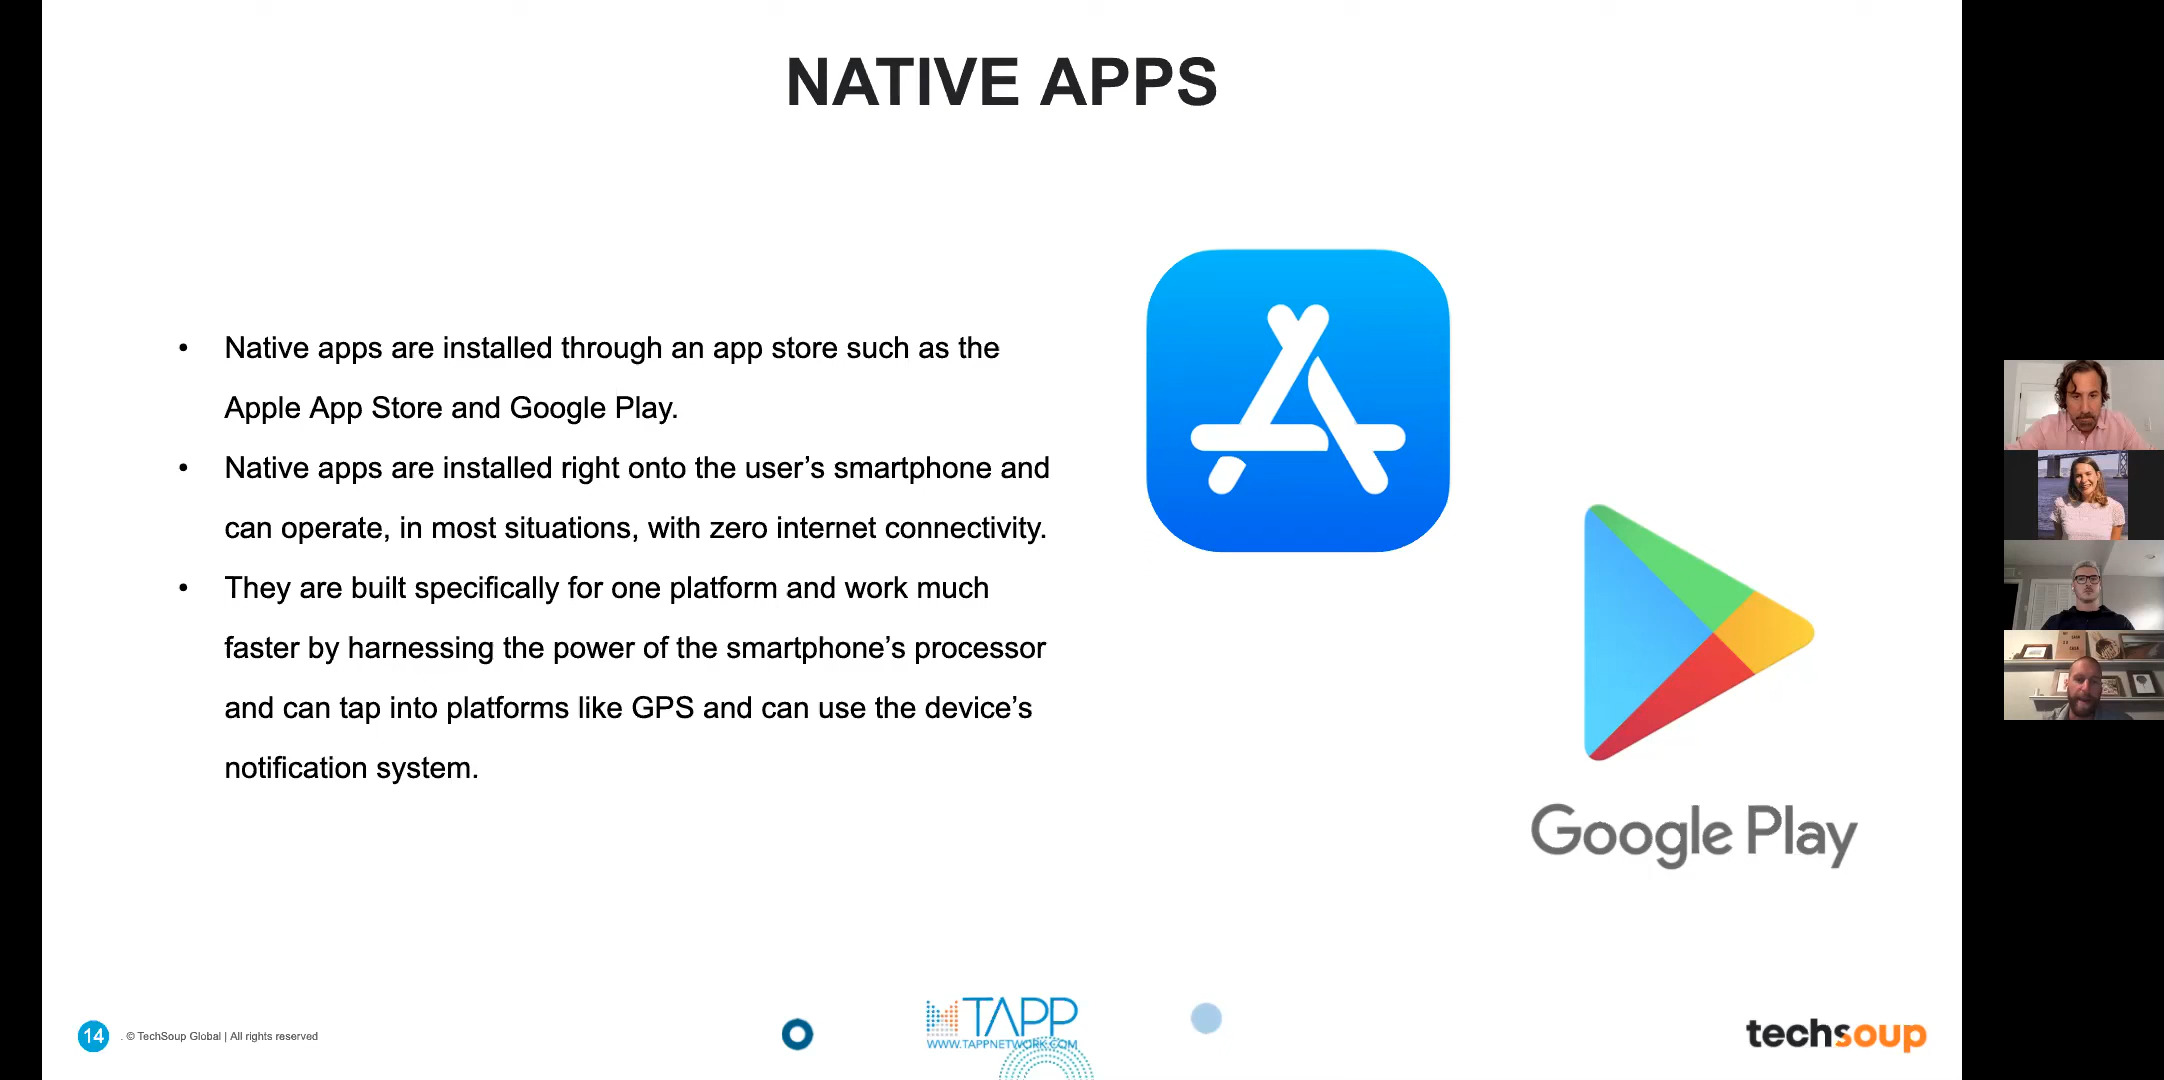 NATIVE APPS
• Native apps are installed through an app store such as the
Apple App Store and Google Play.
• Native apps are installed right onto the user’s smartphone and
can operate, in most situations, with zero internet connectivity.
• They are built specifically for one platform and work much
faster by harnessing the power of the smartphone’s processor
and can tap into platforms like GPS and can use the device’s
notification system.
Google Play
14 . © TechSoup Global | All rights reserved
TAPP
WWW.TAPPNETWORK.COM
techsoup